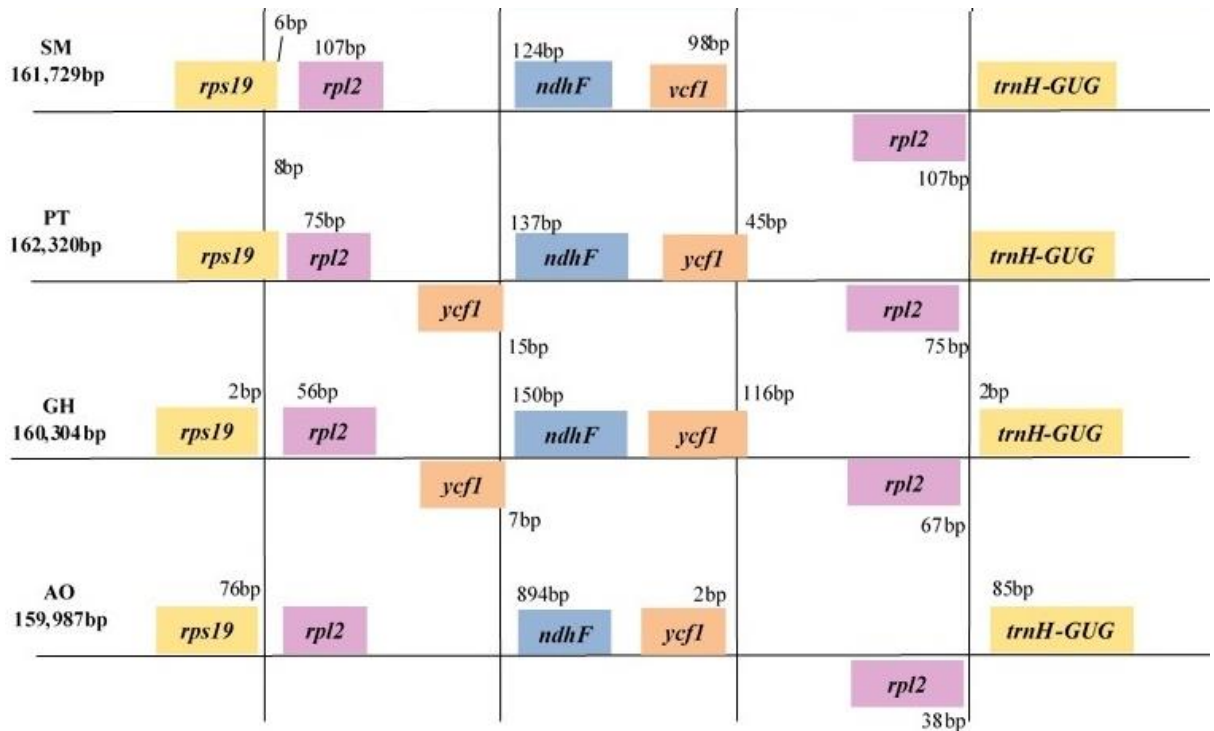 6bp
SM 107bp 124bp 98bp
161,729bp rps19 rpl2 ndhF ycf1 trnH-GUG
rpl2
8bp 107bp
PT 75bp 137bp 45bp
162,320bp rps19 rpl2 ndhF ycf1 trnH-GUG
ycf1 rpl2
15bp 75bp
GH 2bp 56bp 150bp 116bp 2bp
160,304bp rps19 rpl2 ndhF ycf1 trnH-GUG
ycf1 rpl2
7bp 67bp
AO 76bp 894bp 2bp 85bp
159,987bp rps19 rpl2 ndhF ycf1 trnH-GUG
rpl2
38bp